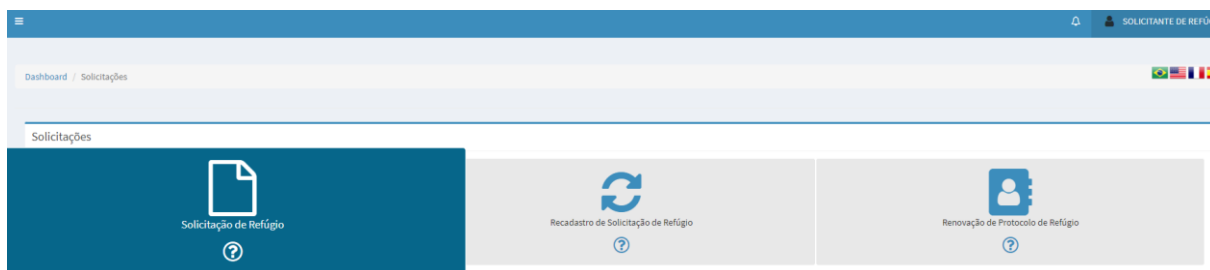 SOLICITANTE DE REFÚ
Dashboard / Solicitações
Solicitações
Solicitação de Refúgio
Recadastro de Solicitação de Refúgio
Renovação de Protocolo de Refúgio